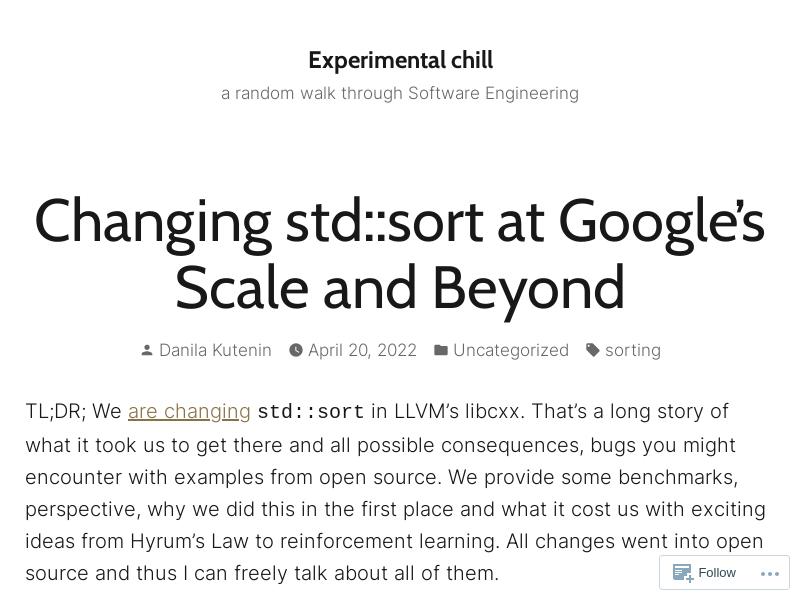 Experimental chill
a random walk through Software Engineering
Changing std::sort at Google’s
Scale and Beyond
Danila Kutenin April 20, 2022 Uncategorized sorting
TL;DR; We are changing std::sort in LLVM’s libcxx. That’s a long story of
what it took us to get there and all possible consequences, bugs you might
encounter with examples from open source. We provide some benchmarks,
perspective, why we did this in the first place and what it cost us with exciting
ideas from Hyrum’s Law to reinforcement learning. All changes went into open
source and thus I can freely talk about all of them.
Follow